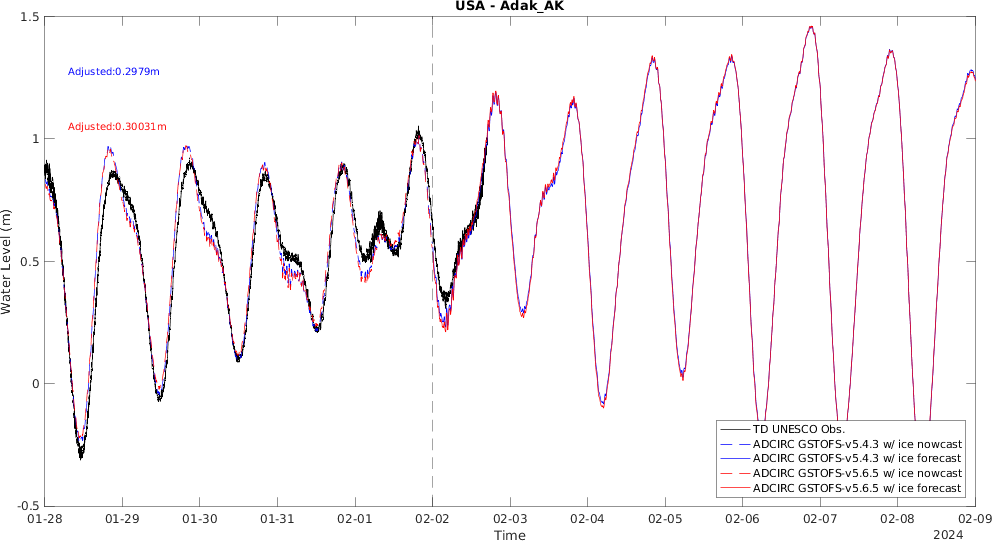 USA - Adak_AK
1.5
Adjusted:0.2979m
Adjusted:0.30031m
1
0.5
0
-0.5
Water Level (m)
TD UNESCO Obs.
ADCIRC GSTOFS-v5.4.3 w/ ice nowcast
ADCIRC GSTOFS-v5.4.3 w/ ice forecast
ADCIRC GSTOFS-v5.6.5 w/ ice nowcast
ADCIRC GSTOFS-v5.6.5 w/ ice forecast
01-28 01-29 01-30 01-31 02-01 02-02 02-03 02-04 02-05 02-06 02-07 02-08 02-09
Time
2024